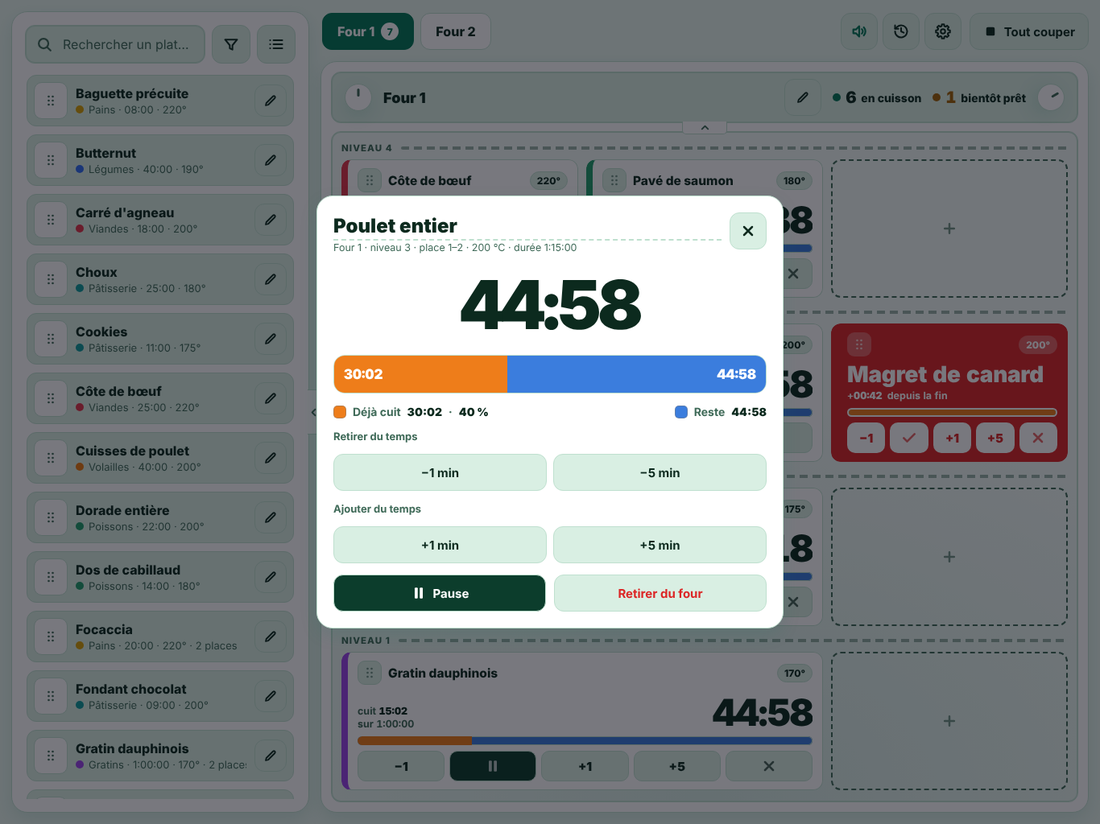 Rechercher un plat...
Four 1 7
Four 2
Tout couper
Baguette précuite
Pains · 08:00 · 220°
Butternut
Légumes · 40:00 · 190°
Carré d'agneau
Viandes · 18:00 · 200°
Choux
Pâtisserie · 25:00 · 180°
Cookies
Pâtisserie · 11:00 · 175°
Côte de bœuf
Viandes · 25:00 · 220°
Cuisses de poulet
Volailles · 40:00 · 200°
Dorade entière
Poissons · 22:00 · 200°
Dos de cabillaud
Poissons · 14:00 · 180°
Focaccia
Pains · 20:00 · 220° · 2 places
Fondant chocolat
Pâtisserie · 09:00 · 200°
Gratin dauphinois
Gratins · 1:00:00 · 170° · 2 places
Four 1
6 en cuisson
1 bientôt prêt
NIVEAU 4
Côte de bœuf
220°
Pavé de saumon
180°
+
Poulet entier
Four 1 · niveau 3 · place 1–2 · 200 °C · durée 1:15:00
44:58
30:02
44:58
Déjà cuit 30:02 · 40 %
Reste 44:58
Retirer du temps
−1 min
−5 min
Ajouter du temps
+1 min
+5 min
Pause
Retirer du four
200°
200°
Magret de canard
+00:42 depuis la fin
−1
+1
+5
175°
+
NIVEAU 1
Gratin dauphinois
170°
cuit 15:02
sur 1:00:00
44:58
−1
+1
+5
+